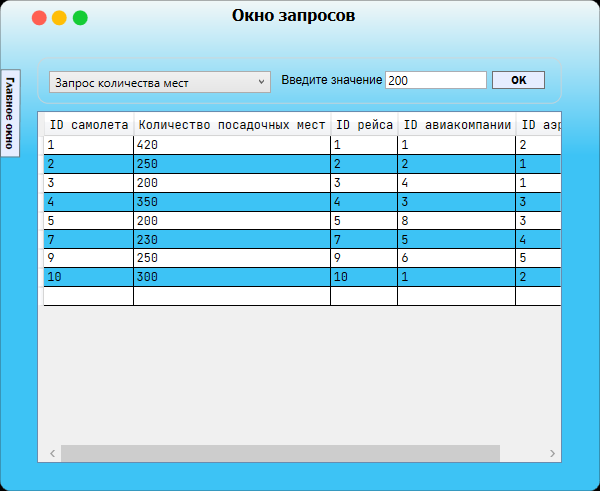 Окно запросов
Главное окно
Запрос количества мест Введите значение 200 OK
ID самолета Количество посадочных мест ID рейса ID авиакомпании ID аэр
1 420 1 1 2
2 250 2 2 1
3 200 3 4 1
4 350 4 3 3
5 200 5 8 3
7 230 7 5 4
9 250 9 6 5
10 300 10 1 2